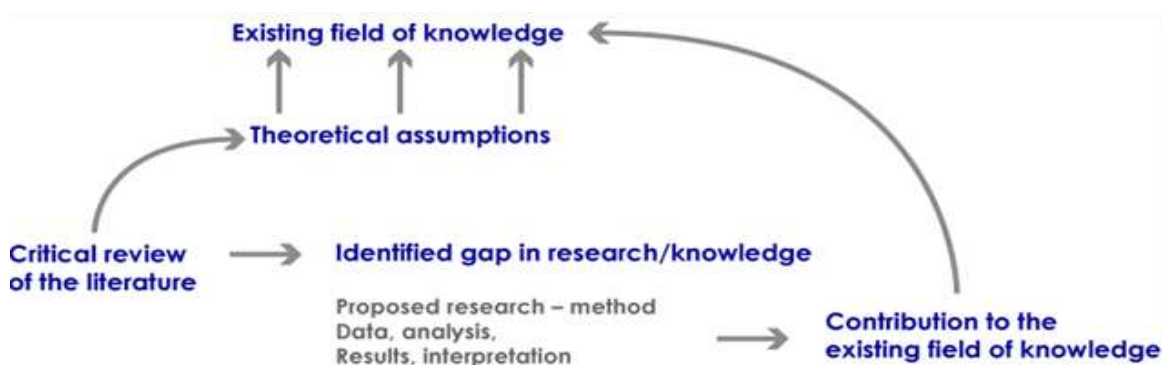 Existing field of knowledge
Theoretical assumptions
Critical review
of the literature
Identified gap in research/knowledge
Proposed research – method
Data, analysis,
Results, interpretation
Contribution to the
existing field of knowledge